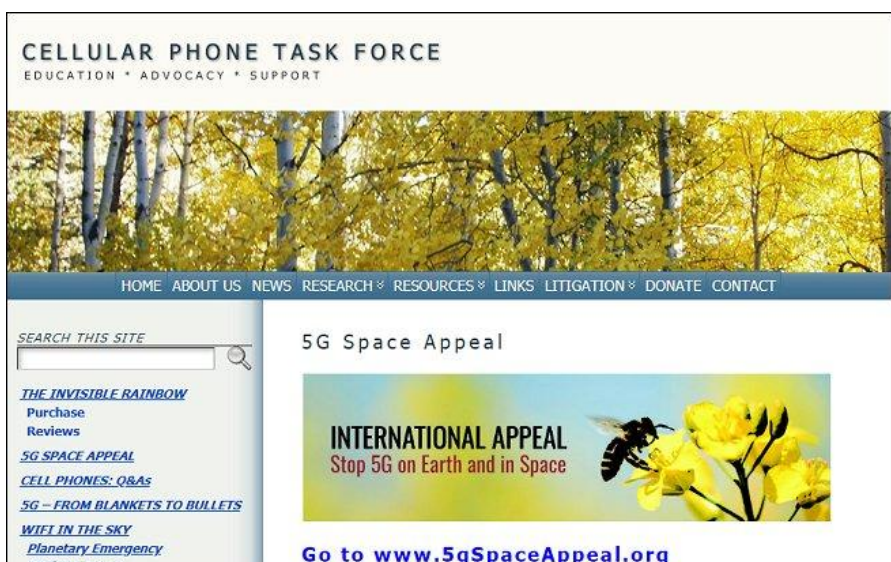 CELLULAR PHONE TASK FORCE
EDUCATION * ADVOCACY * SUPPORT
HOME ABOUT US NEWS RESEARCH RESOURCES LINKS LITIGATION DONATE CONTACT
SEARCH THIS SITE
THE INVISIBLE RAINBOW
Purchase
Reviews
5G SPACE APPEAL
CELL PHONES: Q&As
5G – FROM BLANKETS TO BULLETS
WIFI IN THE SKY
Planetary Emergency
5G Space Appeal
INTERNATIONAL APPEAL
Stop 5G on Earth and in Space
Go to www.5gSpaceAppeal.org